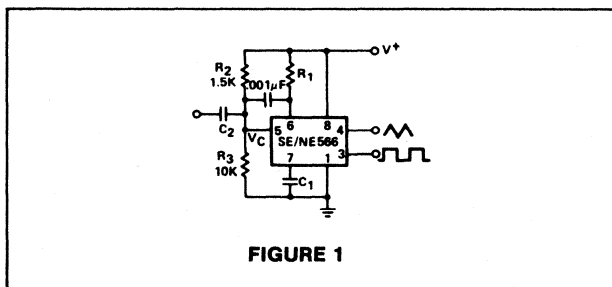 V+
R2
1.5K
R1
.001µF
C2
VC
5
6
8
4
SE/NE566
7
1
3
R3
10K
C1
FIGURE 1